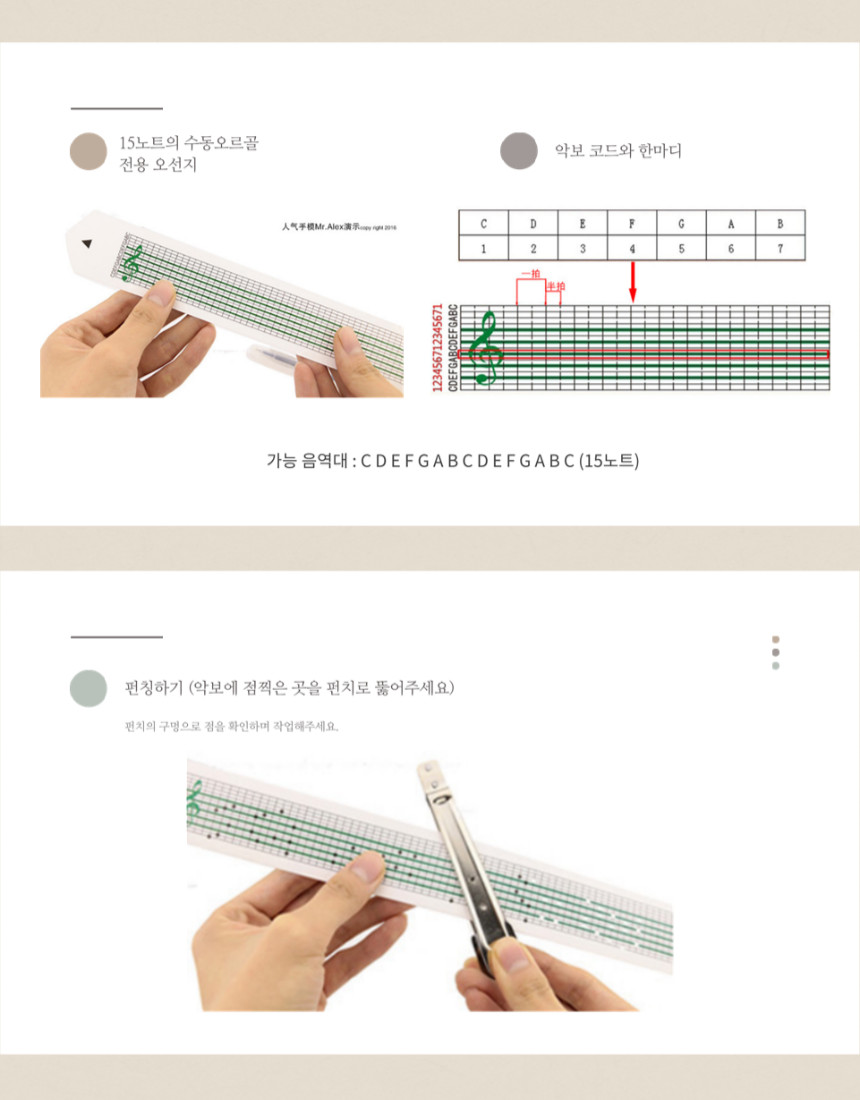 15노트의 수동오르골
전용 오선지
악보 코드와 한마디
人气手模Mr.Alex演示copy right 2016
C D E F G A B
1 2 3 4 5 6 7
一拍
半拍
123456712345671
CDEFGABCDEFGABC
가능 음역대 : C D E F G A B C D E F G A B C (15노트)
펀칭하기 (악보에 점찍은 곳을 펀치로 뚫어주세요)
펀치의 구멍으로 점을 확인하며 작업해주세요.